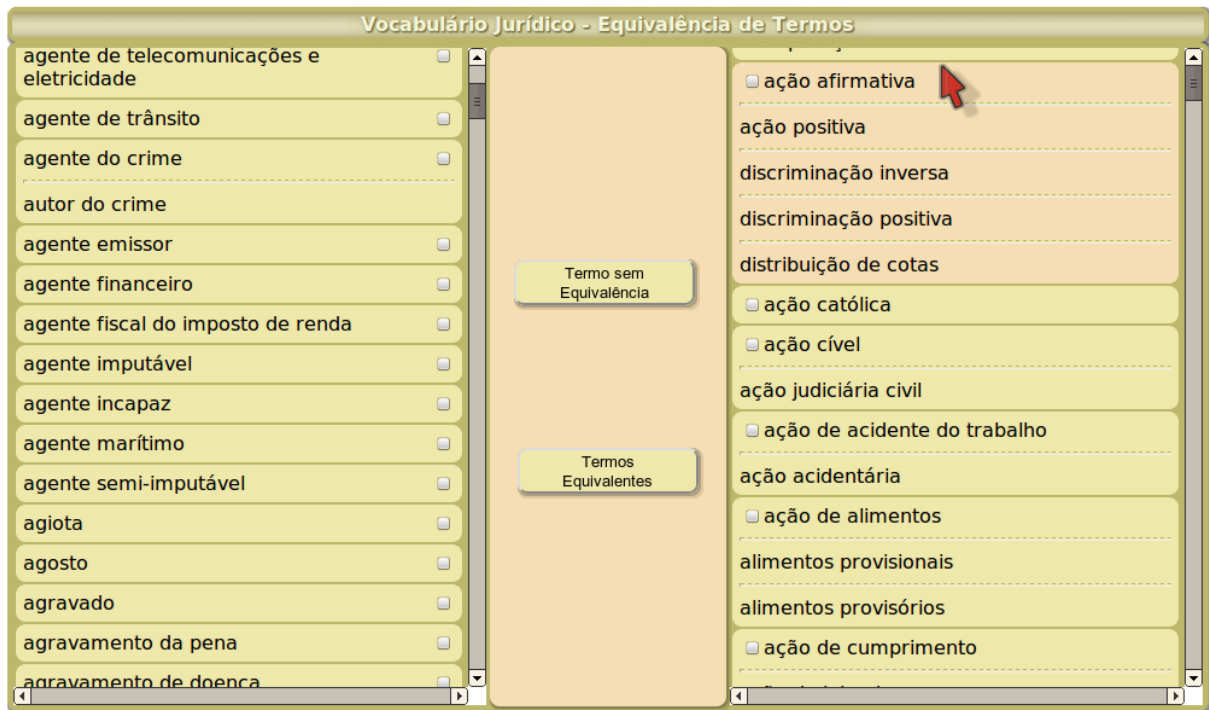 Vocabulário Jurídico - Equivalência de Termos
agente de telecomunicações e
eletricidade
agente de trânsito
agente do crime
autor do crime
agente emissor
agente financeiro
agente fiscal do imposto de renda
agente imputável
agente incapaz
agente marítimo
agente semi-imputável
agiota
agosto
agravado
agravamento da pena
agravamento de doença
Termo sem
Equivalência
Termos
Equivalentes
ação afirmativa
ação positiva
discriminação inversa
discriminação positiva
distribuição de cotas
ação católica
ação cível
ação judiciária civil
ação de acidente do trabalho
ação acidentária
ação de alimentos
alimentos provisionais
alimentos provisórios
ação de cumprimento